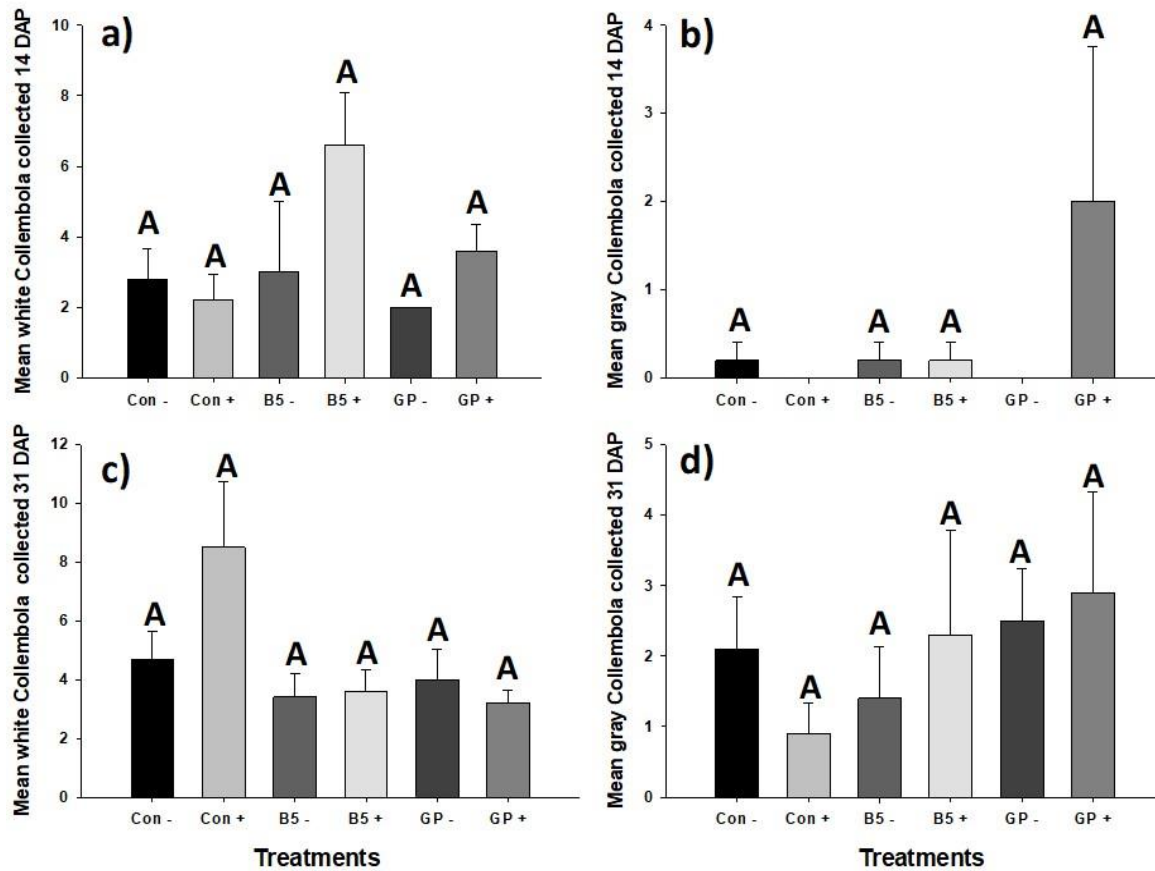 a)
Mean white Collembola collected 14 DAP
10
8
6
4
2
0
A
A
A
A
A
A
Con -
Con +
B5 -
B5 +
GP -
GP +
b)
Mean gray Collembola collected 14 DAP
4
3
2
1
0
A
A
A
A
Con -
Con +
B5 -
B5 +
GP -
GP +
c)
Mean white Collembola collected 31 DAP
12
10
8
6
4
2
0
A
A
A
A
A
A
Con -
Con +
B5 -
B5 +
GP -
GP +
Treatments
d)
Mean gray Collembola collected 31 DAP
5
4
3
2
1
0
A
A
A
A
A
A
Con -
Con +
B5 -
B5 +
GP -
GP +
Treatments